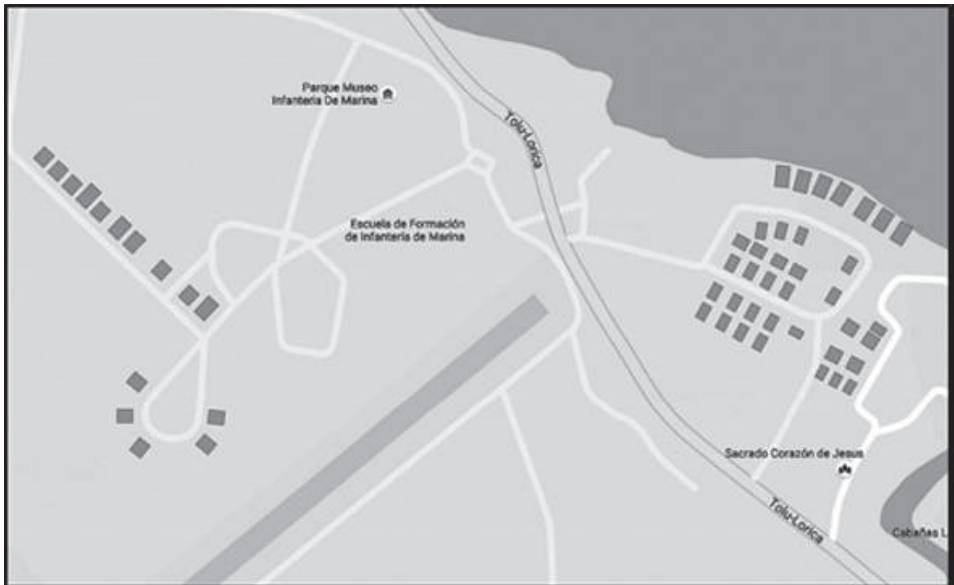 Parque Museo
Infantería De Marina
Tolu-Lorica
Escuela de Formación
de Infantería de Marina
Sacrado Corazón de Jesus
Tolu-Lorica
Cabañas L